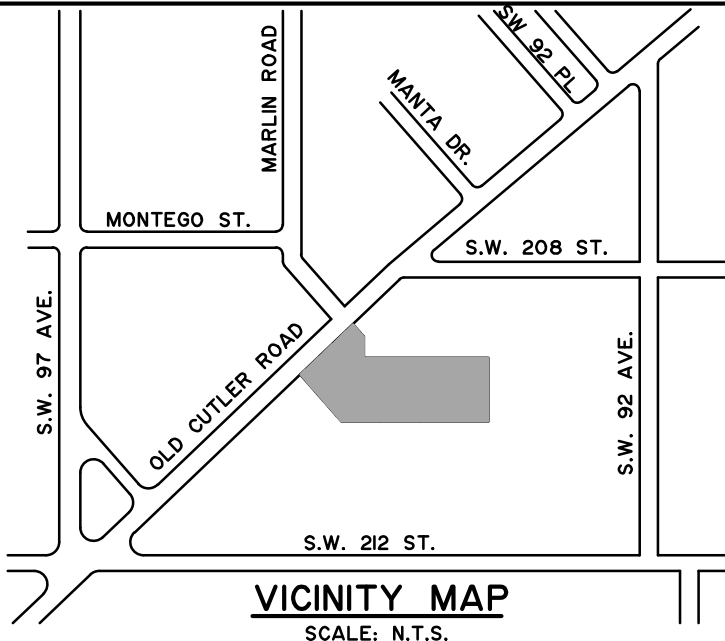 SW 92 PL
MARLIN ROAD
MANTA DR.
MONTEGO ST.
S.W. 208 ST.
S.W. 97 AVE.
OLD CUTLER ROAD
S.W. 92 AVE.
S.W. 212 ST.
VICINITY MAP
SCALE: N.T.S.